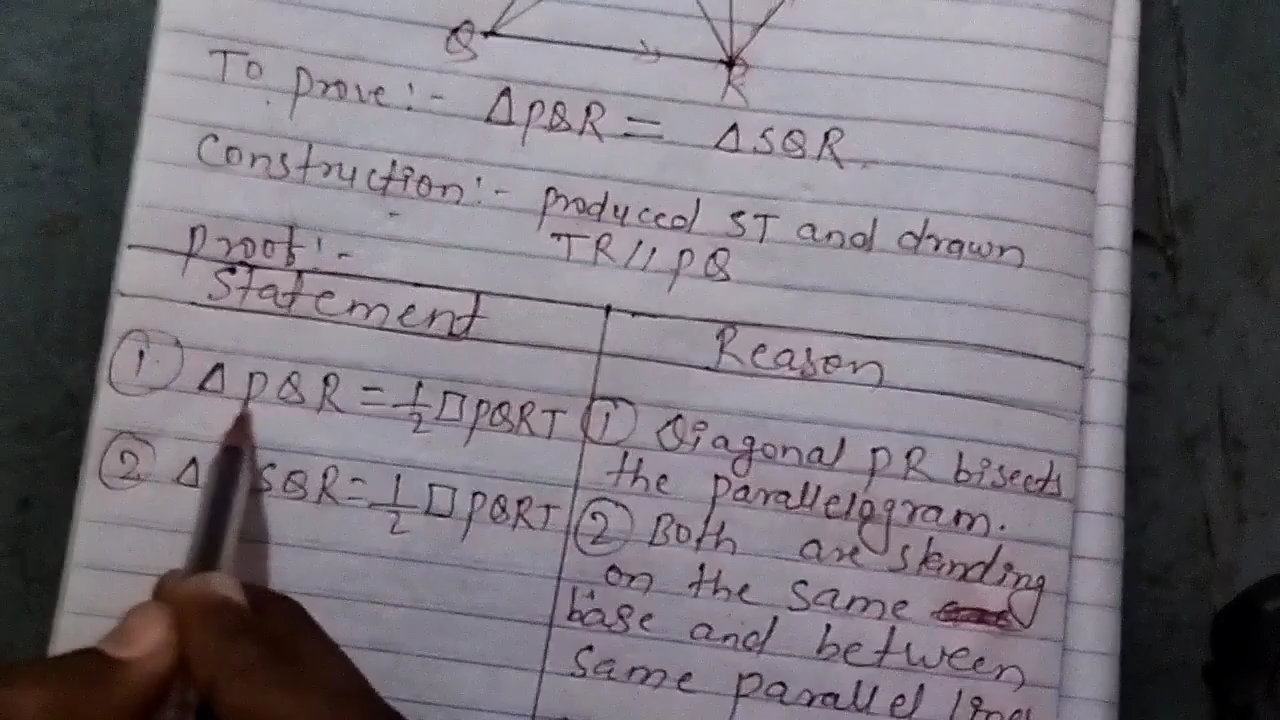 Q
R
To prove:- ΔPQR = ΔSQR.
Construction:- produced ST and drawn
TR // PQ
proof:-
Statement
Reason
① ΔPQR = 1/2 ▱PQRT
① Diagonal PR bisects
the parallelogram.
② Δ SQR = 1/2 ▱PQRT
② Both are standing
on the same
base and between
same parallel lines